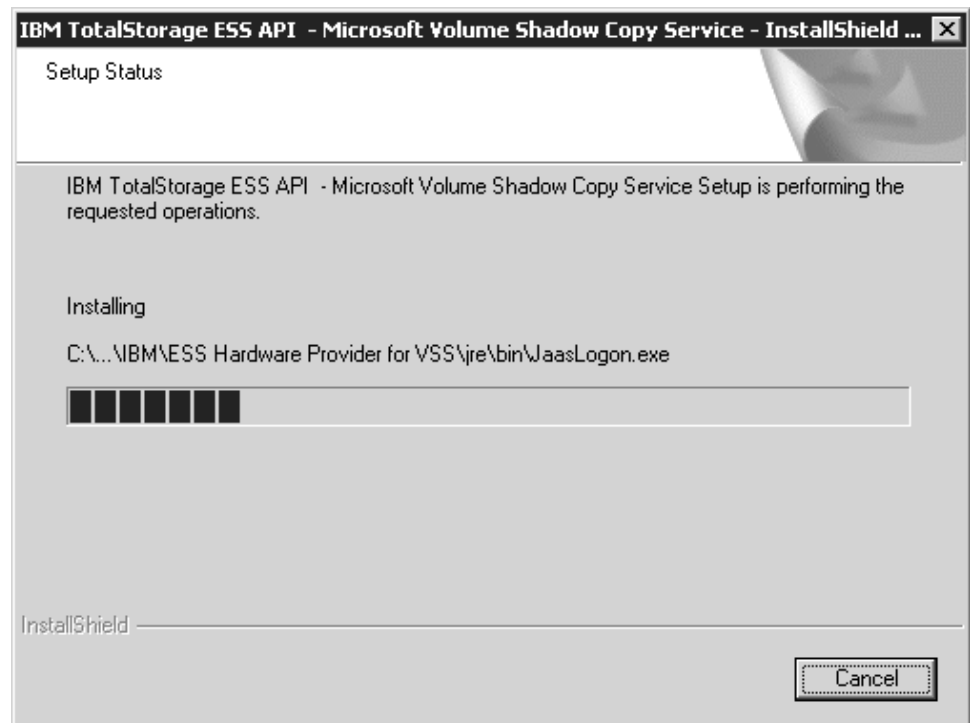 IBM TotalStorage ESS API - Microsoft Volume Shadow Copy Service - InstallShield ...
Setup Status
IBM TotalStorage ESS API - Microsoft Volume Shadow Copy Service Setup is performing the
requested operations.
Installing
C:\...\IBM\ESS Hardware Provider for VSS\jre\bin\JaasLogon.exe
InstallShield
Cancel